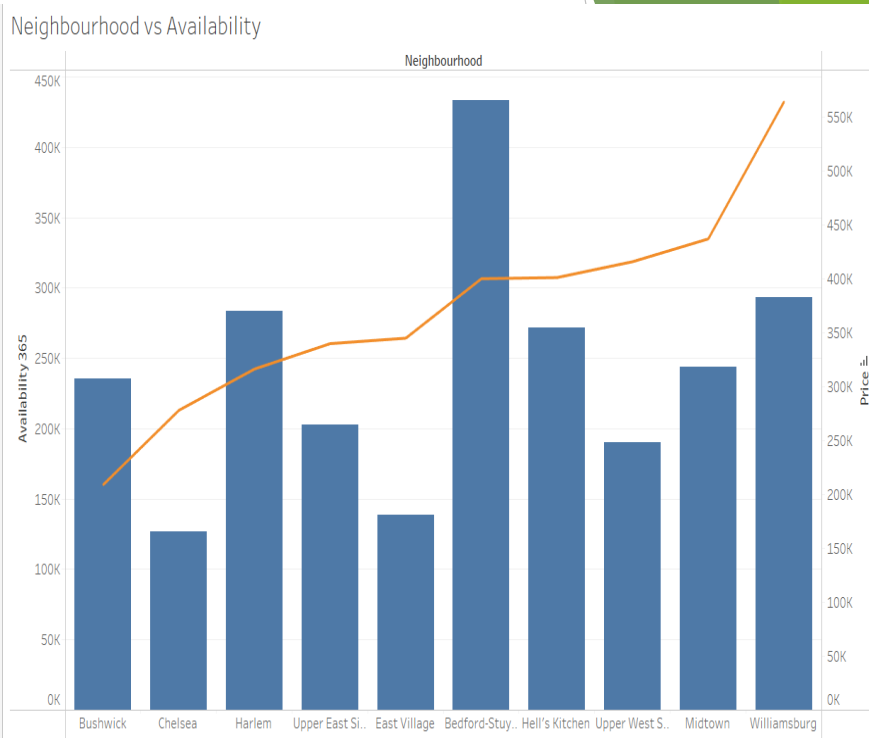 Neighbourhood vs Availability
Neighbourhood
450K
400K
350K
300K
250K
200K
150K
100K
50K
0K
Availability 365
550K
500K
450K
400K
350K
300K
250K
200K
150K
100K
50K
0K
Price
Bushwick Chelsea Harlem Upper East Si.. East Village Bedford-Stuy.. Hell's Kitchen Upper West S.. Midtown Williamsburg